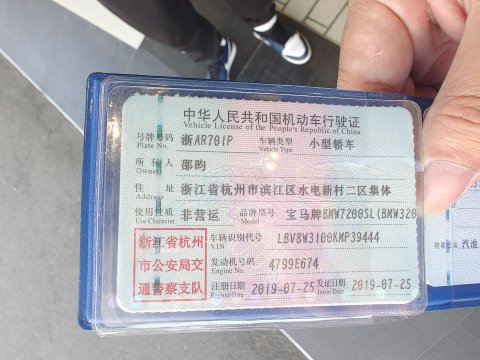 中华人民共和国机动车行驶证
Vehicle License of the People's Republic of China
号牌号码 浙AR701P 车辆类型 小型轿车
Plate No. Vehicle Type
所有人 邵昀
Owner
住址 浙江省杭州市滨江区水电新村二区集体
Address
使用性质 非营运 品牌型号 宝马牌BMW7200SL(BMW320
Use Character Model
浙江省杭州
市公安局交
通警察支队
车辆识别代号 LBV8W3100KMP39444
VIN
发动机号码 4799E674
Engine No.
注册日期 2019-07-25 发证日期 2019-07-25
Register Date Issue Date
汽油